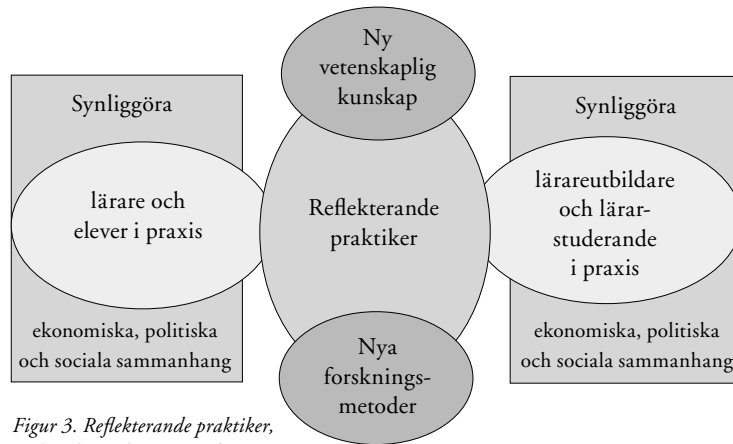 Ny
vetenskaplig
kunskap
Synliggöra
lärare och
elever i praxis
ekonomiska, politiska
och sociala sammanhang
Reflekterande
praktiker
Nya
forsknings-
metoder
Synliggöra
lärareutbildare
och lärar-
studerande
i praxis
ekonomiska, politiska
och sociala sammanhang
Figur 3. Reflekterande praktiker,